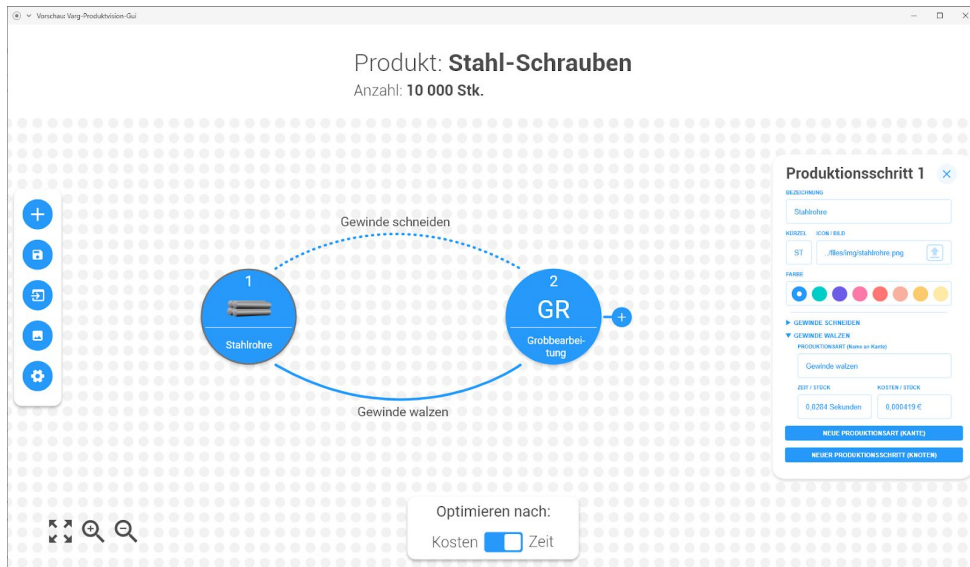 Vorschau: Varg-Produktvision-Gui
Produkt: Stahl-Schrauben
Anzahl: 10 000 Stk.
Gewinde schneiden
1
Stahlrohre
2
GR
Grobbearbei-
tung
+
Gewinde walzen
Optimieren nach:
Kosten Zeit
Produktionsschritt 1
BEZEICHNUNG
Stahlrohre
KÜRZEL ICON / BILD
ST ../files/img/stahlrohre.png
FARBE
GEWINDE SCHNEIDEN
GEWINDE WALZEN
PRODUKTIONSART (Name an Kante)
Gewinde walzen
ZEIT / STÜCK KOSTEN / STÜCK
0,0284 Sekunden 0,000419 €
NEUE PRODUKTIONSART (KANTE)
NEUER PRODUKTIONSSCHRITT (KNOTEN)